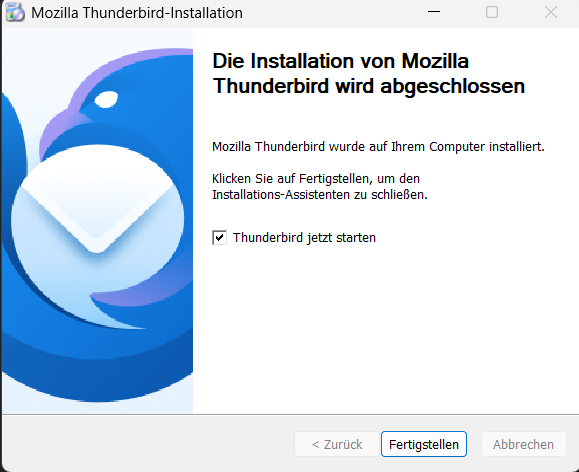 Mozilla Thunderbird-Installation
Die Installation von Mozilla
Thunderbird wird abgeschlossen
Mozilla Thunderbird wurde auf Ihrem Computer installiert.
Klicken Sie auf Fertigstellen, um den
Installations-Assistenten zu schließen.
Thunderbird jetzt starten
< Zurück Fertigstellen Abbrechen